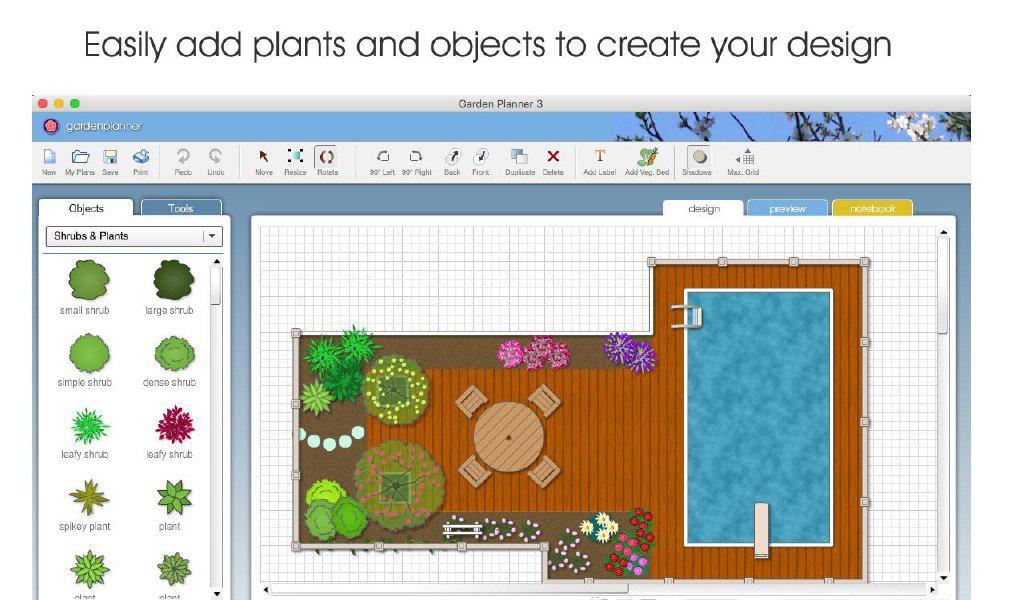 Easily add plants and objects to create your design
Garden Planner 3
gardenplanner
New My Plans Save Print Redo Undo Move Resize Rotate 90° Left 90° Right Back Front Duplicate Delete Add Label Add Veg. Bed Shadows Max. Grid
Objects Tools design preview notebook
Shrubs & Plants
small shrub large shrub
simple shrub dense shrub
leafy shrub leafy shrub
spikey plant plant
plant plant